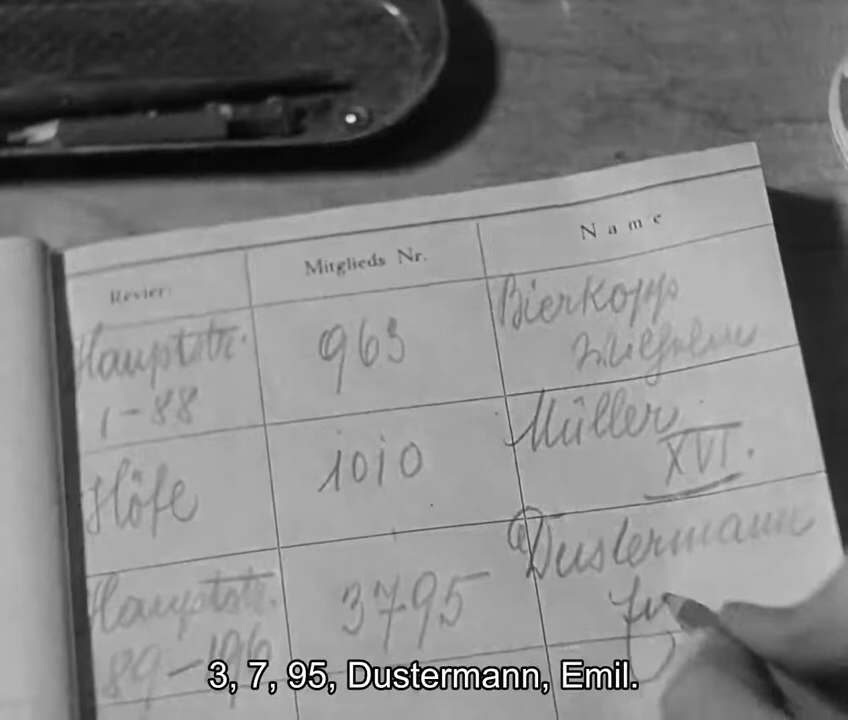 Revier:
Mitglieds Nr.
Name
Hauptstr.
1-88
963
Bierkopp
Wilhelm
Höfe
1010
Müller
XVI.
Hauptstr.
89-196
3795
Dustermann
3, 7, 95, Dustermann, Emil.